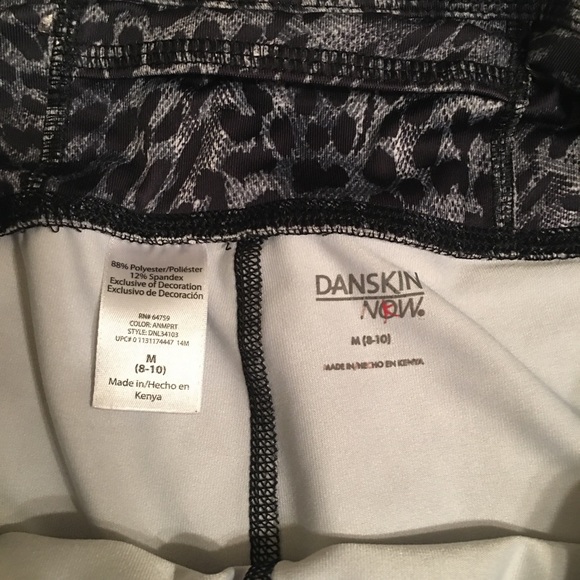 88% Polyester/Poliéster
12% Spandex
Exclusive of Decoration
Exclusivo de Decoración
RN# 64759
COLOR: ANMPRT
STYLE: DNL34103
UPC# 0 1131174447 14M
M
(8-10)
Made in/Hecho en
Kenya
DANSKIN
NOW®
M (8-10)
MADE IN/HECHO EN KENYA